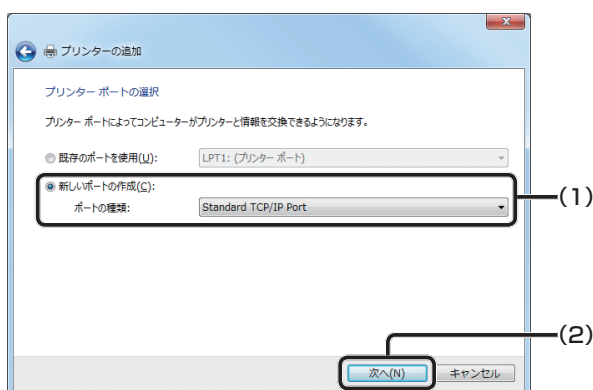 プリンターの追加
プリンター ポートの選択
プリンター ポートによってコンピューターがプリンターと情報を交換できるようになります。
既存のポートを使用(U): LPT1: (プリンター ポート)
新しいポートの作成(C):
ポートの種類: Standard TCP/IP Port
(1)
(2)
次へ(N) キャンセル